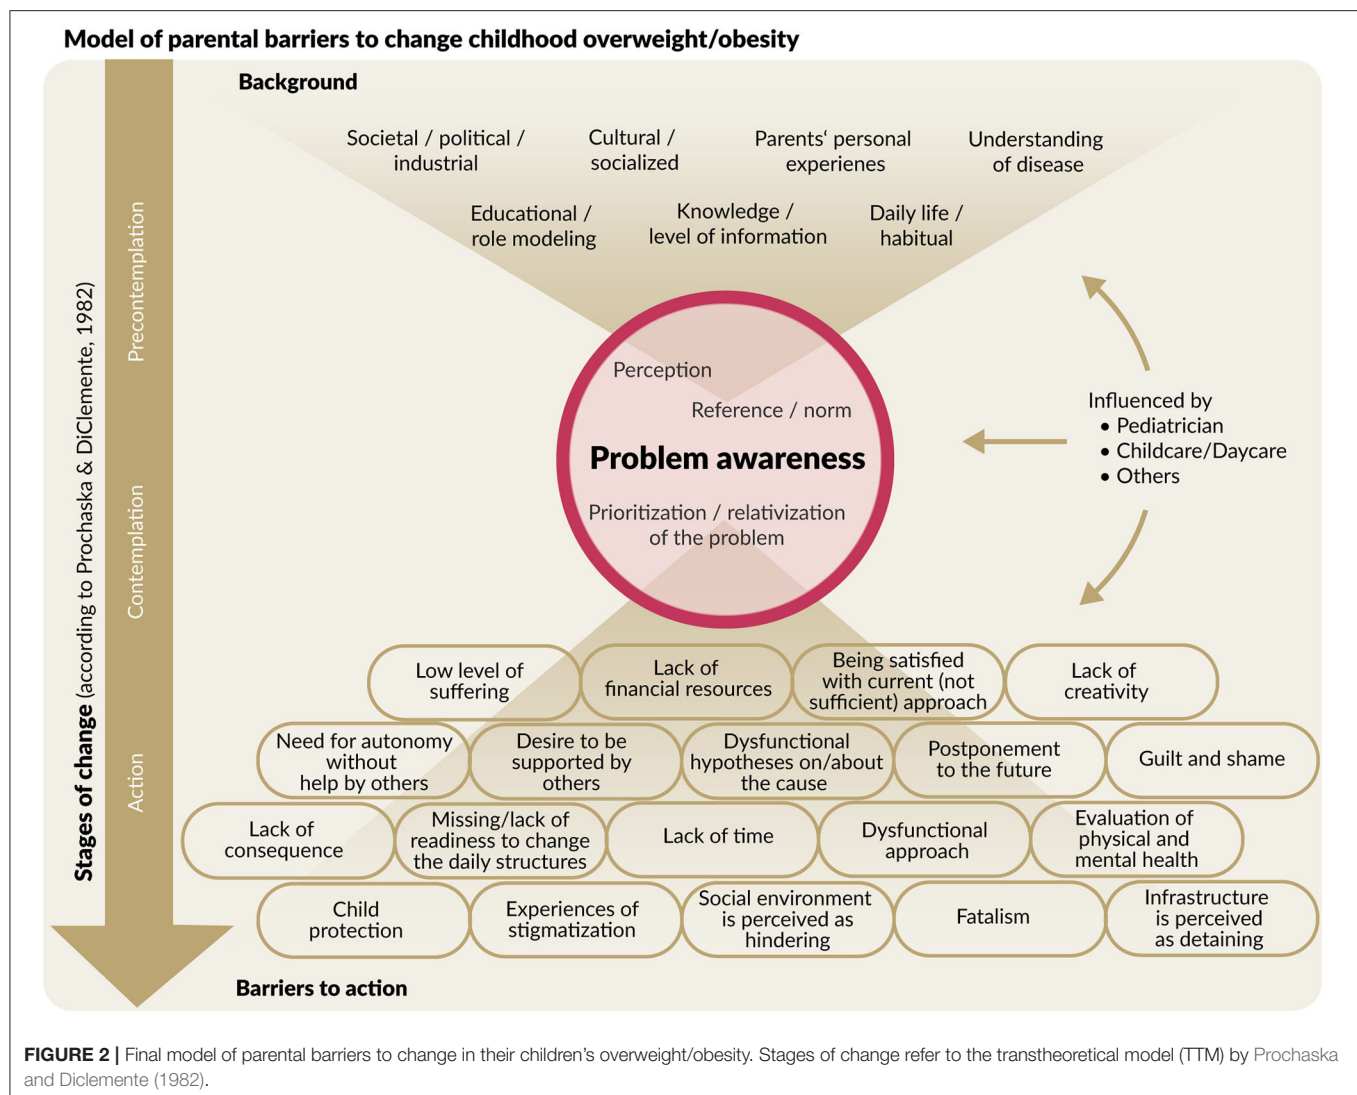 Model of parental barriers to change childhood overweight/obesity
Stages of change (according to Prochaska & DiClemente, 1982)
Precontemplation
Contemplation
Action
Background
Societal / political /
industrial
Cultural /
socialized
Parents‘ personal
experienes
Understanding
of disease
Educational /
role modeling
Knowledge /
level of information
Daily life /
habitual
Perception
Reference / norm
Problem awareness
Prioritization / relativization
of the problem
Influenced by
• Pediatrician
• Childcare/Daycare
• Others
Low level of
suffering
Lack of
financial resources
Being satisfied
with current (not
sufficient) approach
Lack of
creativity
Need for autonomy
without
help by others
Desire to be
supported by
others
Dysfunctional
hypotheses on/about
the cause
Postponement
to the future
Guilt and shame
Lack of
consequence
Missing/lack of
readiness to change
the daily structures
Lack of time
Dysfunctional
approach
Evaluation of
physical and
mental health
Child
protection
Experiences of
stigmatization
Social environment
is perceived as
hindering
Fatalism
Infrastructure
is perceived
as detaining
Barriers to action
FIGURE 2 | Final model of parental barriers to change in their children’s overweight/obesity. Stages of change refer to the transtheoretical model (TTM) by Prochaska
and Diclemente (1982).